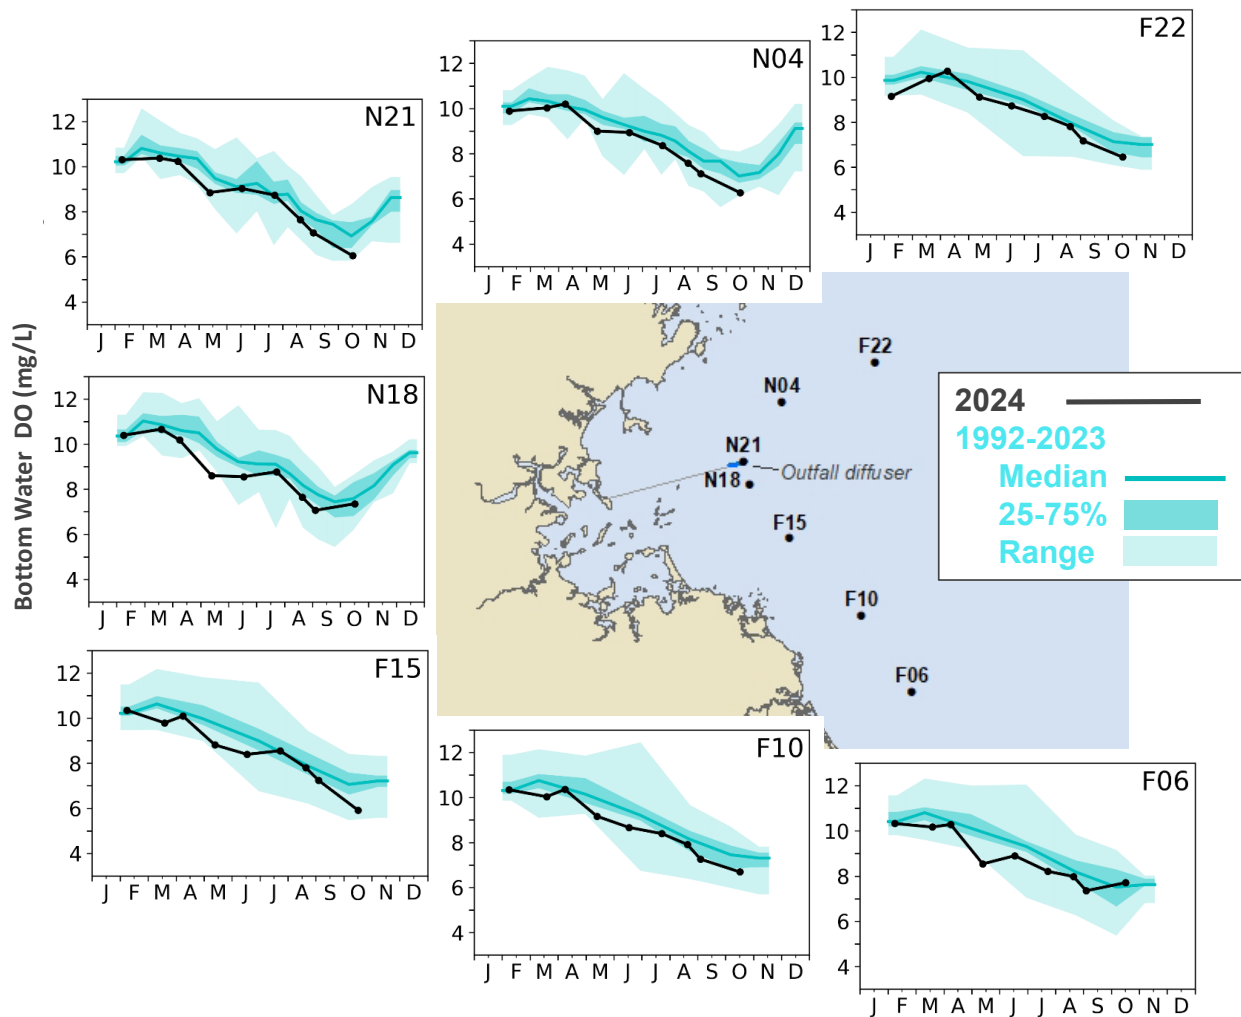 N21
12
10
8
6
4
J F M A M J J A S O N D
N04
12
10
8
6
4
J F M A M J J A S O N D
F22
12
10
8
6
4
J F M A M J J A S O N D
Bottom Water DO (mg/L)
N18
12
10
8
6
4
J F M A M J J A S O N D
F22
N04
N21
Outfall diffuser
N18
F15
F10
F06
2024
1992-2023
Median
25-75%
Range
F15
12
10
8
6
4
J F M A M J J A S O N D
F10
12
10
8
6
4
J F M A M J J A S O N D
F06
12
10
8
6
4
J F M A M J J A S O N D